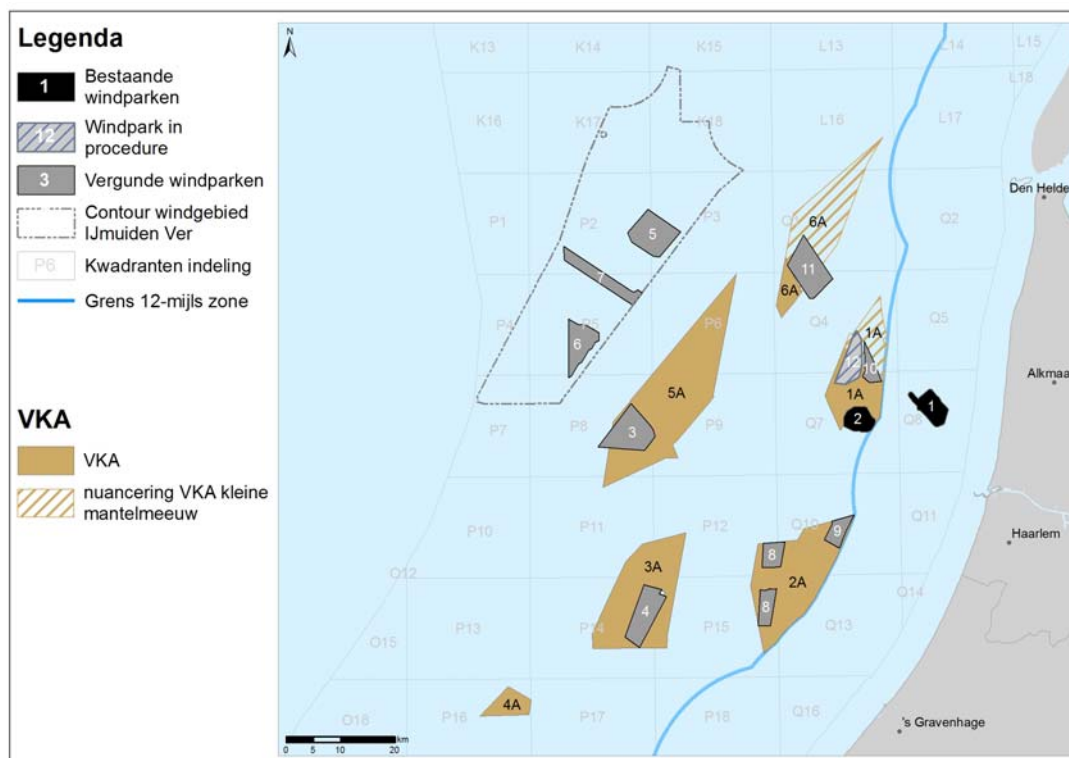 Legenda
1
Bestaande
windparken
12
Windpark in
procedure
3
Vergunde windparken
Contour windgebied
IJmuiden Ver
P6
Kwadranten indeling
Grens 12-mijls zone
VKA
VKA
nuancering VKA kleine
mantelmeeuw
N
K13
K14
K15
L13
L14
L15
L18
K16
K17
K18
L16
L17
Den Helde
P1
P2
P3
Q2
6A
5
11
7
6A
P4
P5
P6
Q4
Q5
1A
6
12
10
Alkmaa
5A
1A
1
2
3
P7
P8
P9
Q7
P10
P11
P12
Q10
Q11
9
Haarlem
8
3A
2A
Q12
4
8
Q14
P13
P14
P15
Q13
O15
4A
O18
P16
P17
P18
Q16
's Gravenhage
km
0 5 10 20